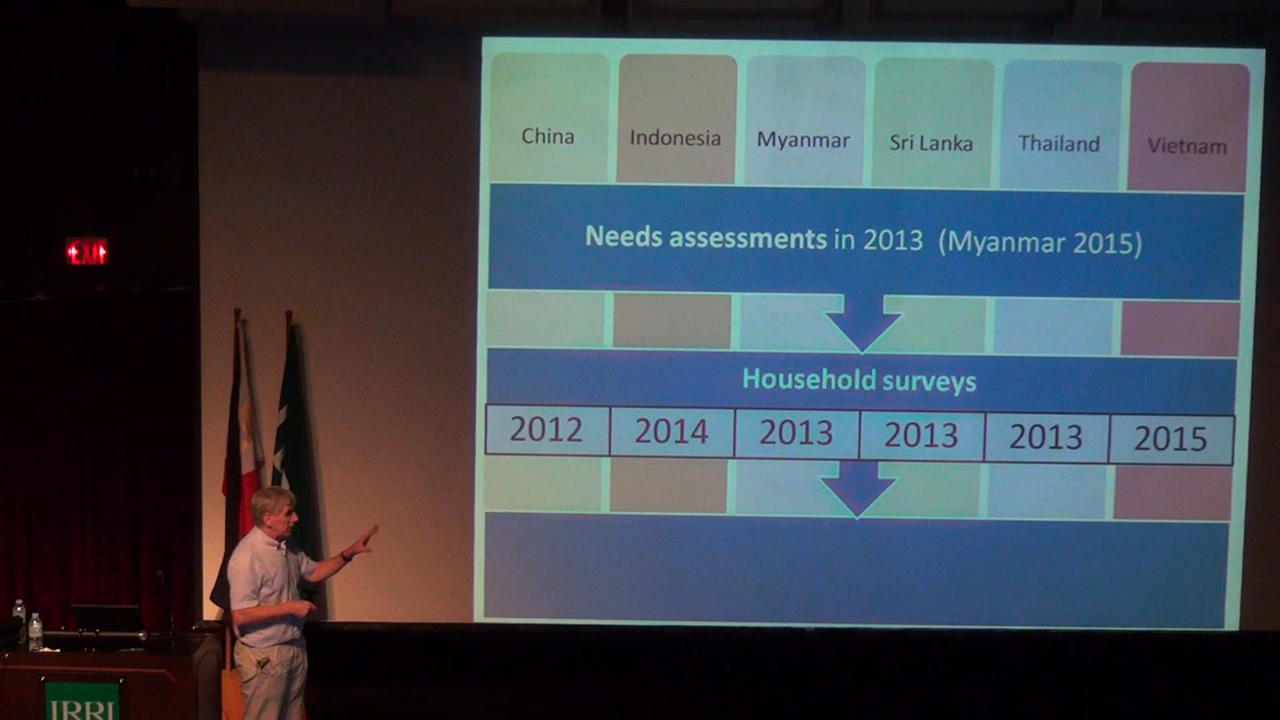 China
Indonesia
Myanmar
Sri Lanka
Thailand
Vietnam
Needs assessments in 2013 (Myanmar 2015)
Household surveys
2012
2014
2013
2013
2013
2015
EXIT
IRRI